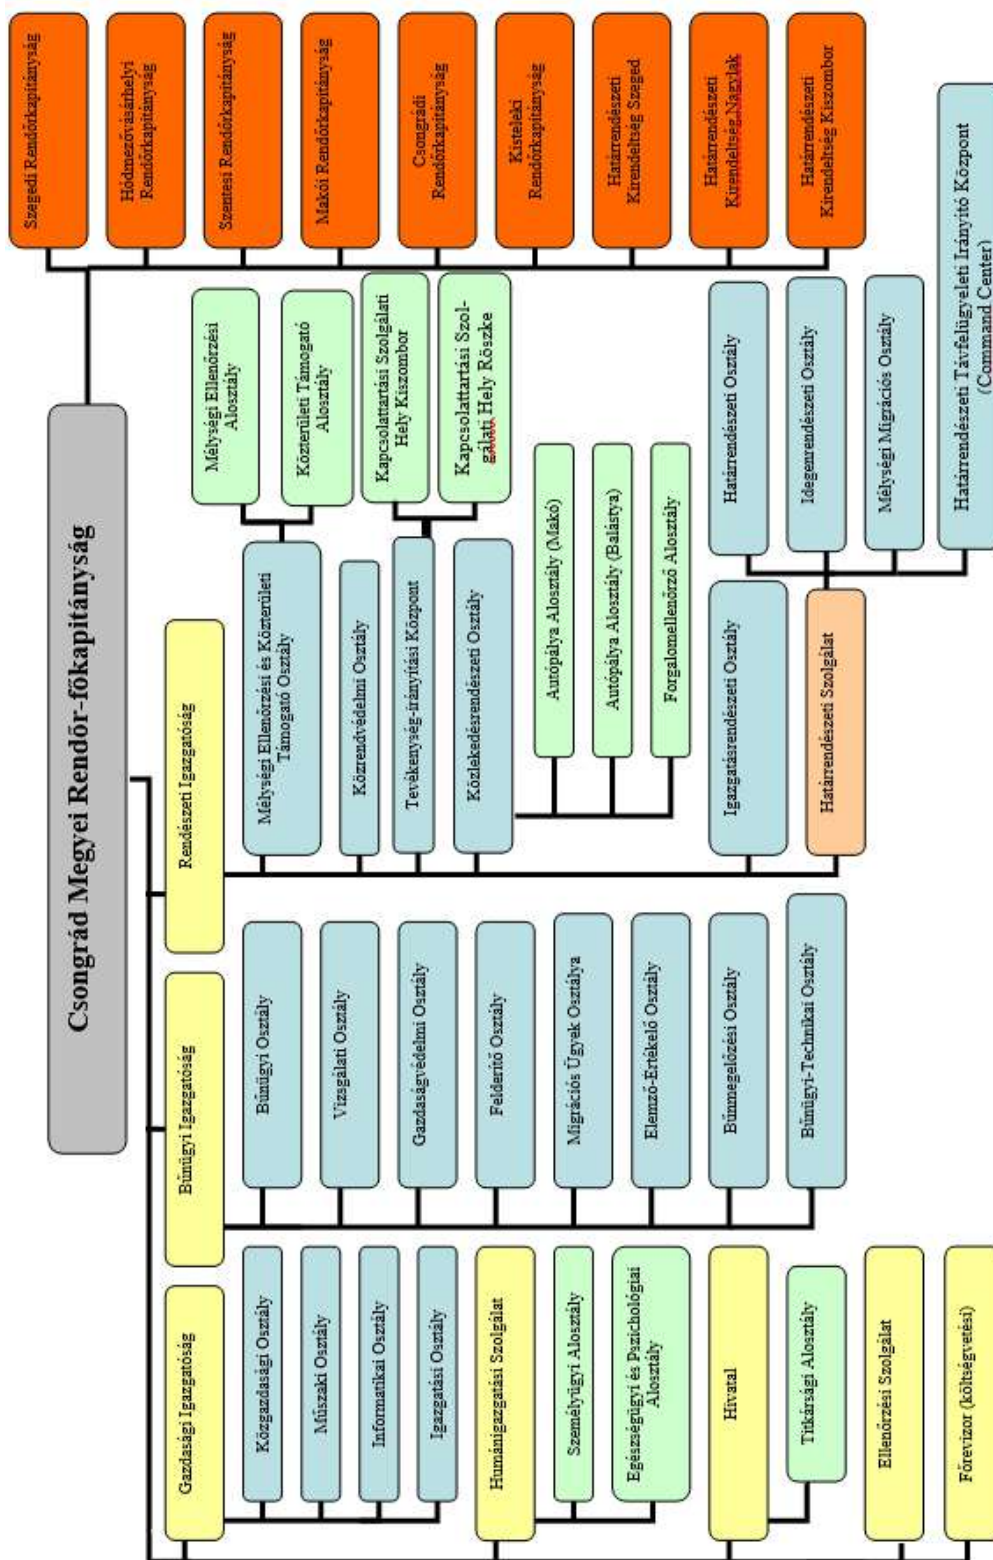 Csongrád Megyei Rendőr-főkapitányság
Gazdasági Igazgatóság
Közgazdasági Osztály
Műszaki Osztály
Informatikai Osztály
Igazgatási Osztály
Humánigazgatási Szolgálat
Személyügyi Alosztály
Egészségügyi és Pszichológiai
Alosztály
Hivatal
Titkársági Alosztály
Ellenőrzési Szolgálat
Főrevizor (költségvetési)
Bűnügyi Igazgatóság
Bűnügyi Osztály
Vizsgálati Osztály
Gazdaságvédelmi Osztály
Felderítő Osztály
Migrációs Ügyek Osztálya
Elemző-Értékelő Osztály
Bűnmegelőzési Osztály
Bűnügyi-Technikai Osztály
Rendészeti Igazgatóság
Mélységi Ellenőrzési és Közterületi
Támogató Osztály
Közrendvédelmi Osztály
Tevékenység-irányítási Központ
Közlekedésrendészeti Osztály
Autópálya Alosztály (Makó)
Autópálya Alosztály (Balástya)
Forgalomellenőrző Alosztály
Igazgatásrendészeti Osztály
Határrendészeti Szolgálat
Mélységi Ellenőrzési
Alosztály
Közterületi Támogató
Alosztály
Kapcsolattartási Szolgálati
Hely Kiszombor
Kapcsolattartási Szol-
gálati Hely Röszke
Határrendészeti Osztály
Idegenrendészeti Osztály
Mélységi Migrációs Osztály
Határrendészeti Távfelügyeleti Irányító Központ
(Command Center)
Szegedi Rendőrkapitányság
Hódmezővásárhelyi
Rendőrkapitányság
Szentesi Rendőrkapitányság
Makói Rendőrkapitányság
Csongrádi
Rendőrkapitányság
Kisteleki
Rendőrkapitányság
Határrendészeti
Kirendeltség Szeged
Határrendészeti
Kirendeltség,Nagylak
Határrendészeti
Kirendeltség Kiszombor